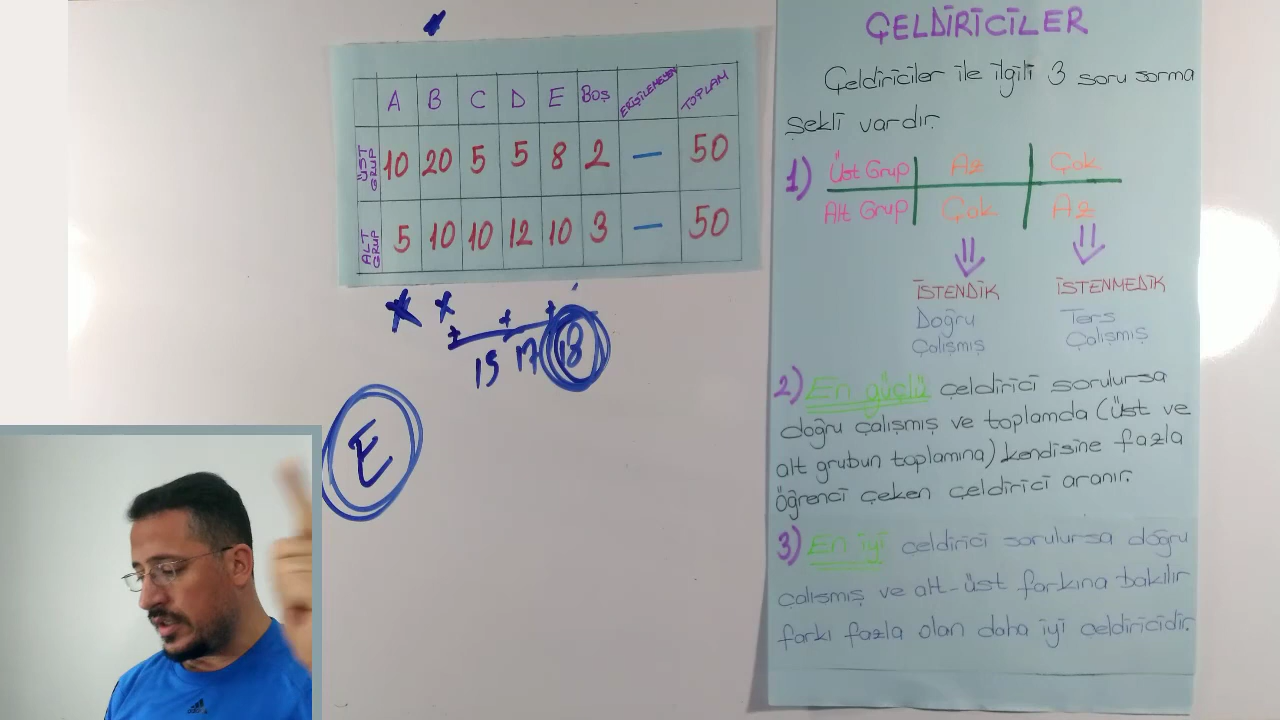 A B C D E Boş ERİŞİLEMEYEN TOPLAM
ÜST GRUP 10 20 5 5 8 2 — 50
ALT GRUP 5 10 10 12 10 3 — 50
15 17 18
E
ÇELDİRİCİLER
Çeldiriciler ile ilgili 3 soru sorma
şekli vardır.
1) Üst Grup Az Çok
Alt Grup Çok Az
İSTENDİK İSTENMEDİK
Doğru Ters
Çalışmış Çalışmış
2) En güçlü çeldirici sorulursa
doğru çalışmış ve toplamda (üst ve
alt grubun toplamına) kendisine fazla
öğrenci çeken çeldirici aranır.
3) En iyi çeldirici sorulursa doğru
çalışmış ve alt-üst farkına bakılır
farkı fazla olan daha iyi çeldiricidir.
adidas